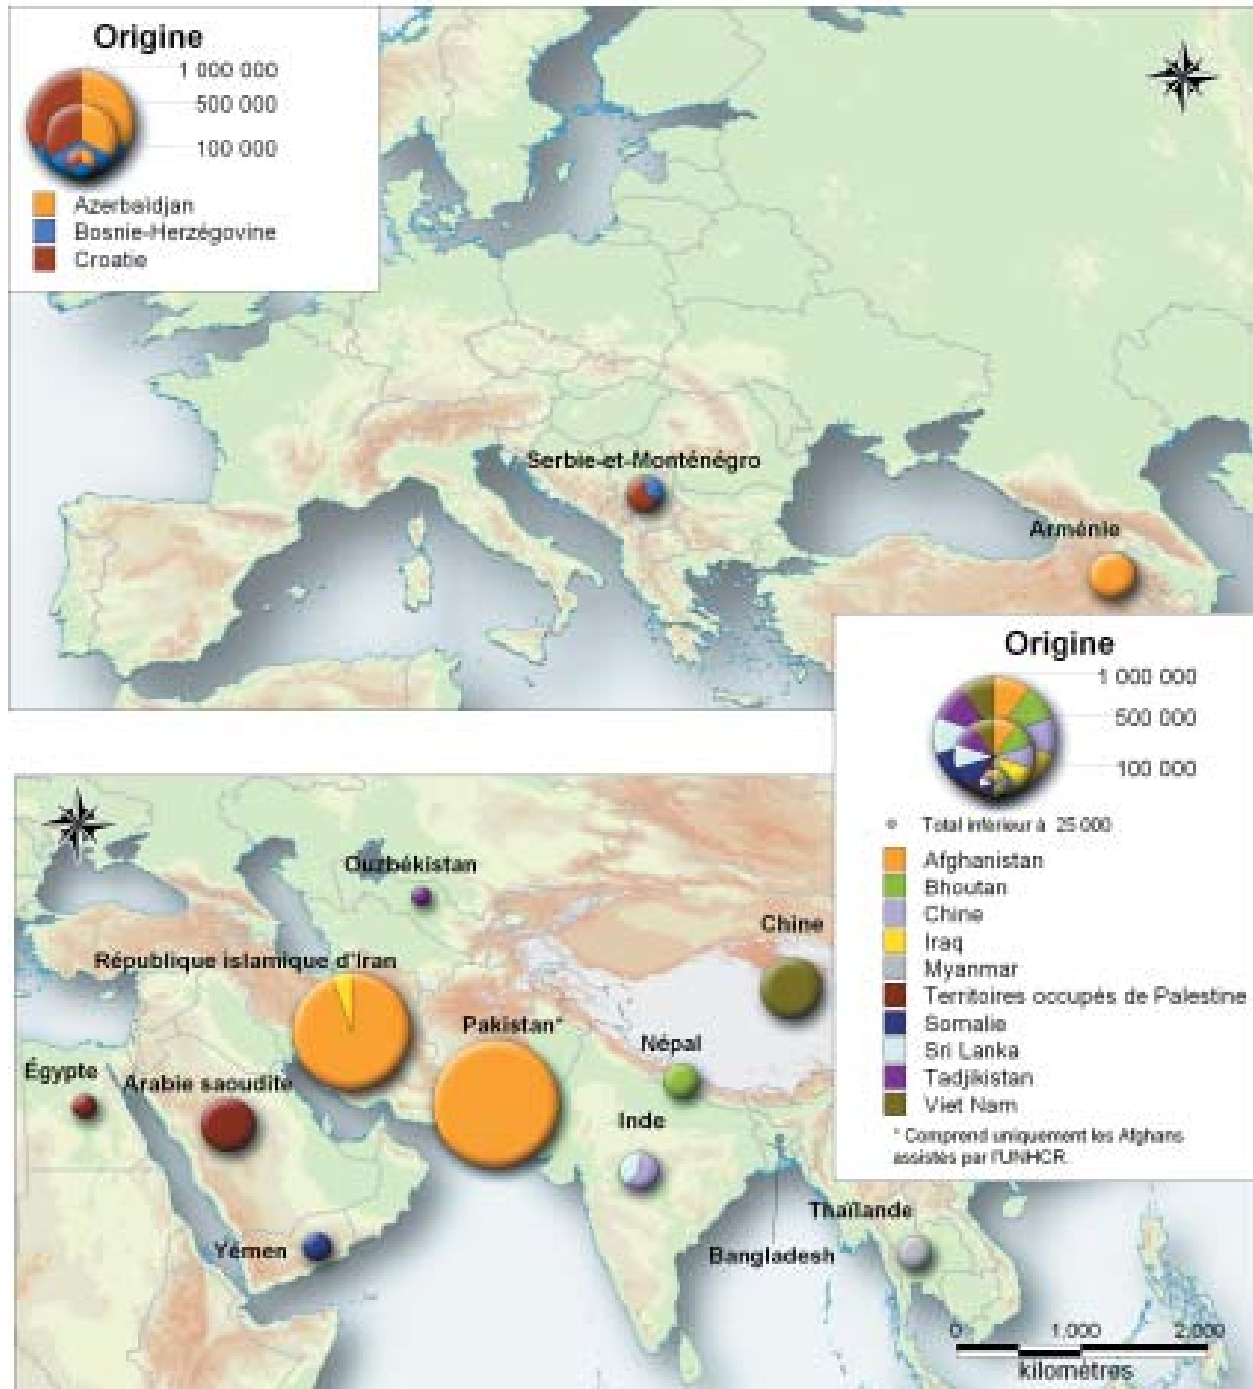 Origine
1 000 000
500 000
100 000
Azerbaïdjan
Bosnie-Herzégovine
Croatie
Serbie-et-Monténégro
Arménie
Origine
1 000 000
500 000
100 000
Total inférieur à 25 000
Afghanistan
Bhoutan
Chine
Iraq
Myanmar
Territoires occupés de Palestine
Somalie
Sri Lanka
Tadjikistan
Viet Nam
* Comprend uniquement les Afghans
assistés par l'UNHCR
Ouzbékistan
Chine
République islamique d'Iran
Pakistan*
Népal
Égypte
Arabie saoudite
Inde
Thaïlande
Yémen
Bangladesh
0 1,000 2,000
kilomètres